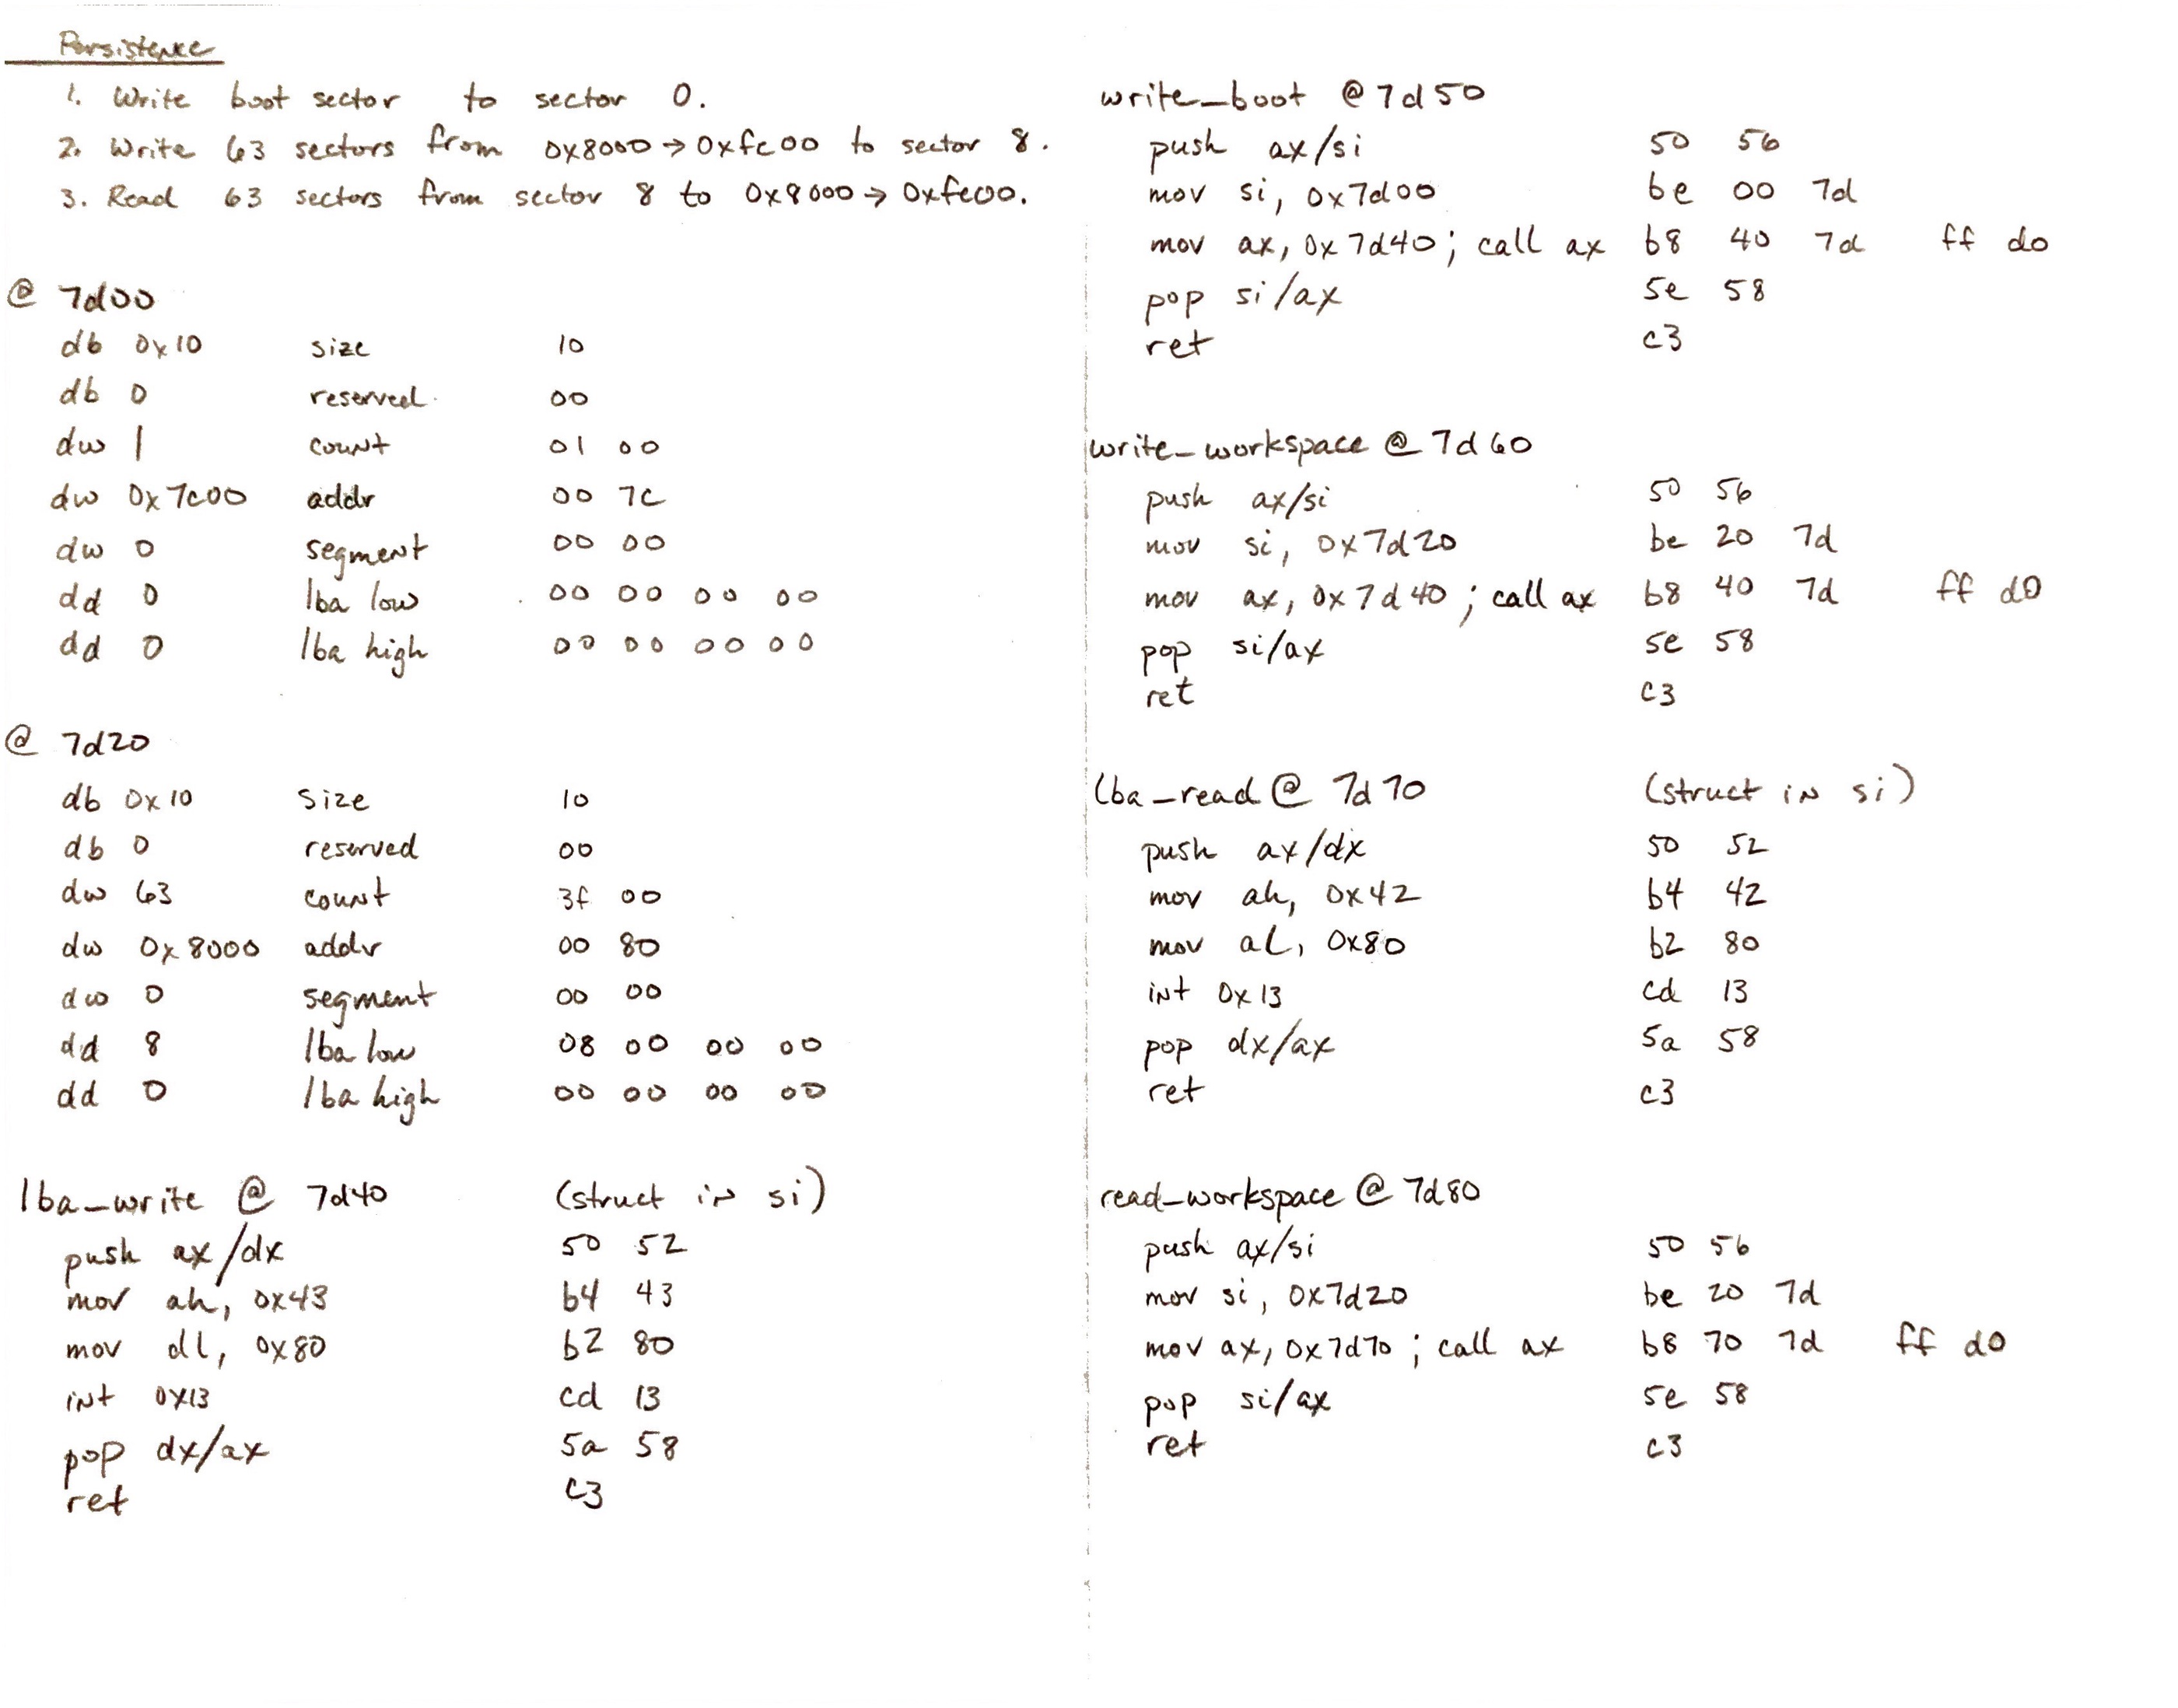 Persistence
1. Write boot sector to sector 0.
2. Write 63 sectors from 0x8000 → 0xfe00 to sector 8.
3. Read 63 sectors from sector 8 to 0x8000 → 0xfe00.
@ 7d00
db 0x10 size 10
db 0 reserved 00
dw 1 count 01 00
dw 0x7c00 addr 00 7c
dw 0 segment 00 00
dd 0 lba low 00 00 00 00
dd 0 lba high 00 00 00 00
@ 7d20
db 0x10 size 10
db 0 reserved 00
dw 63 count 3f 00
dw 0x8000 addr 00 80
dw 0 segment 00 00
dd 8 lba low 08 00 00 00
dd 0 lba high 00 00 00 00
lba_write @ 7d40 (struct in si)
push ax/dx 50 52
mov ah, 0x43 b4 43
mov dl, 0x80 b2 80
int 0x13 cd 13
pop dx/ax 5a 58
ret c3
write_boot @ 7d50
push ax/si 50 56
mov si, 0x7d00 be 00 7d
mov ax, 0x7d40; call ax b8 40 7d ff d0
pop si/ax 5e 58
ret c3
write_workspace @ 7d60
push ax/si 50 56
mov si, 0x7d20 be 20 7d
mov ax, 0x7d40; call ax b8 40 7d ff d0
pop si/ax 5e 58
ret c3
lba_read @ 7d70 (struct in si)
push ax/dx 50 52
mov ah, 0x42 b4 42
mov al, 0x80 b2 80
int 0x13 cd 13
pop dx/ax 5a 58
ret c3
read_workspace @ 7d80
push ax/si 50 56
mov si, 0x7d20 be 20 7d
mov ax, 0x7d70; call ax b8 70 7d ff d0
pop si/ax 5e 58
ret c3